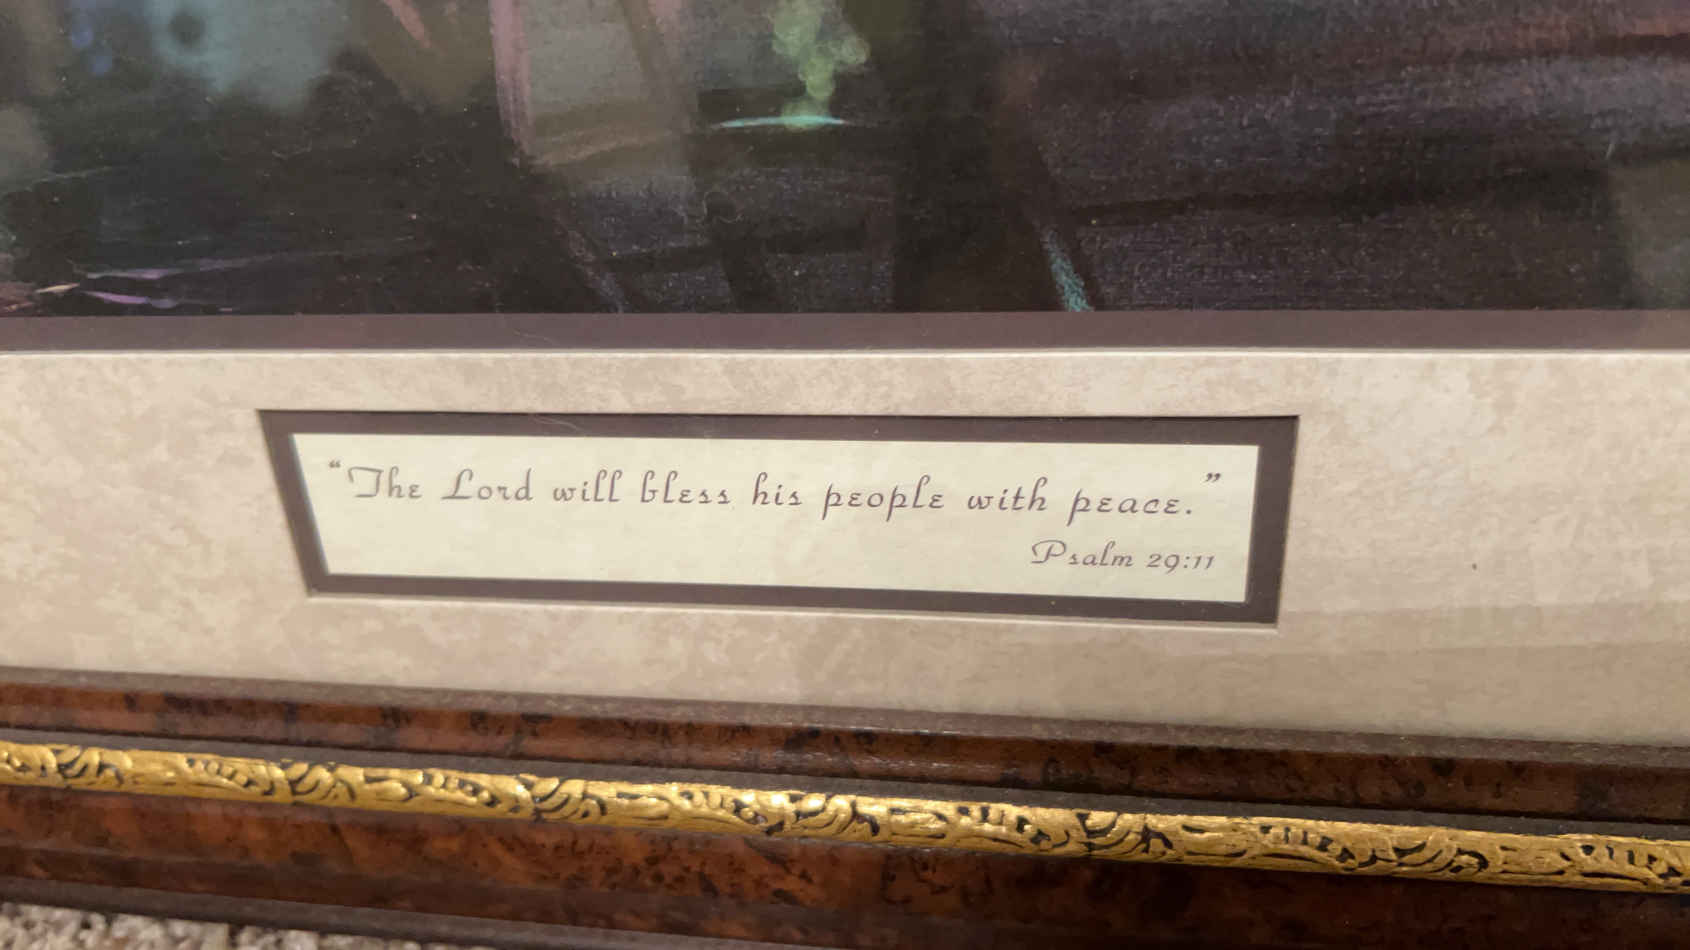 “The Lord will bless his people with peace.”
Psalm 29:11